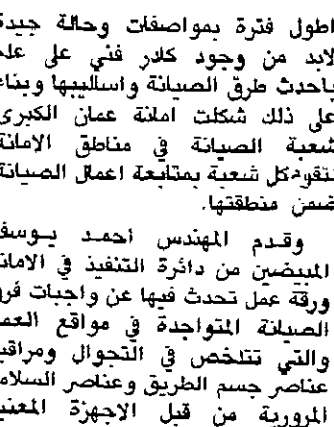 اطول فترة بمواصفات وحالة جيدة
لابد من وجود كادر فني على علم
باحدث طرق الصيانة واساليبها وبناء
على ذلك شكلت امانة عمان الكبرى
شعبة الصيانة في مناطق الامانة
لتقوم كل شعبة بمتابعة اعمال الصيانة
ضمن منطقتها.
وقدم المهندس احمد يوسف
المبيضين من دائرة التنفيذ في الامانة
ورقة عمل تحدث فيها عن واجبات فرق
الصيانة المتواجدة في مواقع العمل
والتي تتلخص في التجوال ومراقبة
عناصر جسم الطريق وعناصر السلامة
المرورية من قبل الاجهزة المعنية